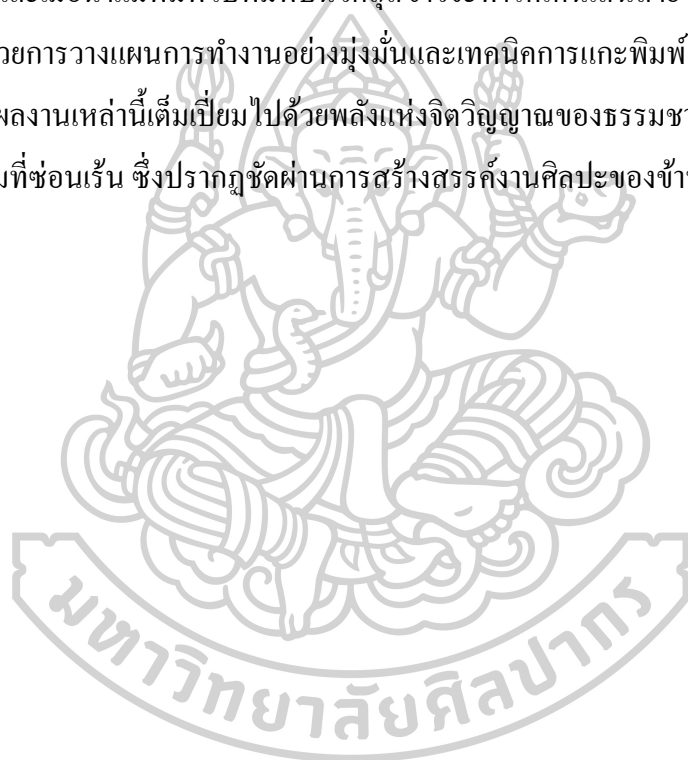 วยการวางแผนการทำงานอย่างมุ่งมั่นและเทคนิคการแกะพิมพ์
ผลงานเหล่านี้เต็มเปี่ยมไปด้วยพลังแห่งจิตวิญญาณของธรรมชา
มที่ซ่อนเร้น ซึ่งปรากฏชัดผ่านการสร้างสรรค์งานศิลปะของข้า
มหาวิทยาลัยศิลปากร